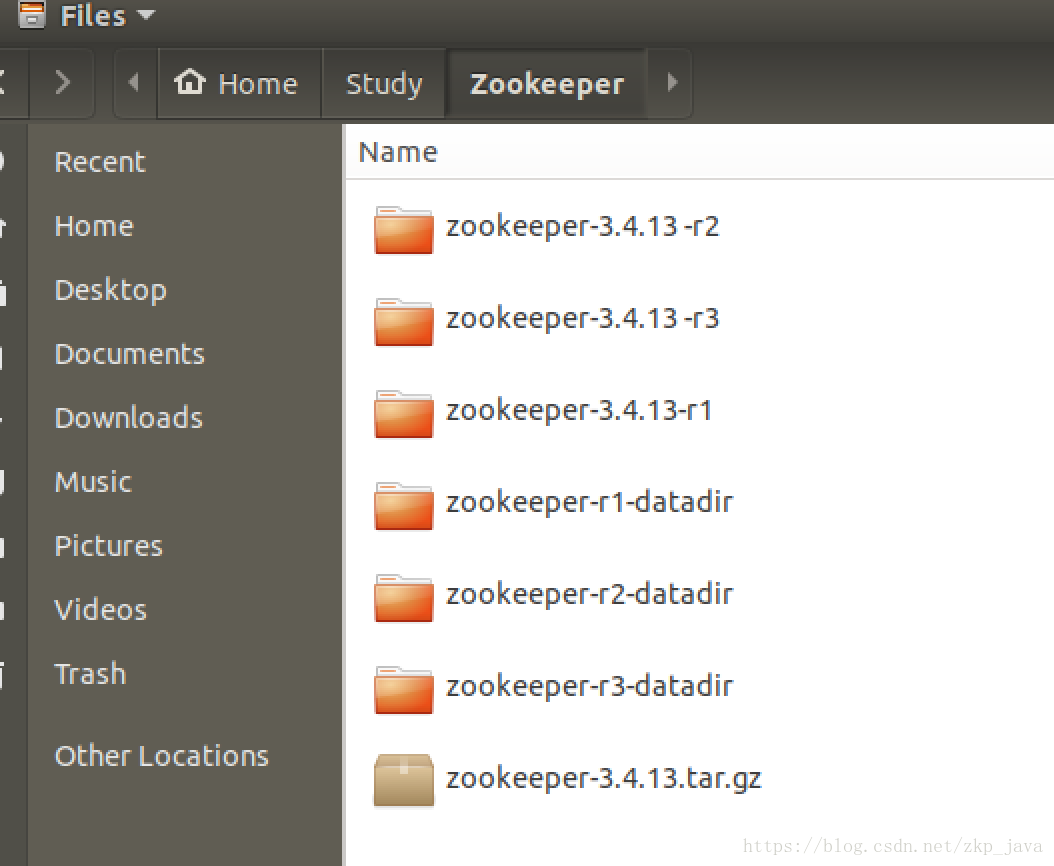 Files
Home Study Zookeeper
Name
Recent
Home
Desktop
Documents
Downloads
Music
Pictures
Videos
Trash
Other Locations
zookeeper-3.4.13 -r2
zookeeper-3.4.13 -r3
zookeeper-3.4.13-r1
zookeeper-r1-datadir
zookeeper-r2-datadir
zookeeper-r3-datadir
zookeeper-3.4.13.tar.gz
https://blog.csdn.net/zkp_java